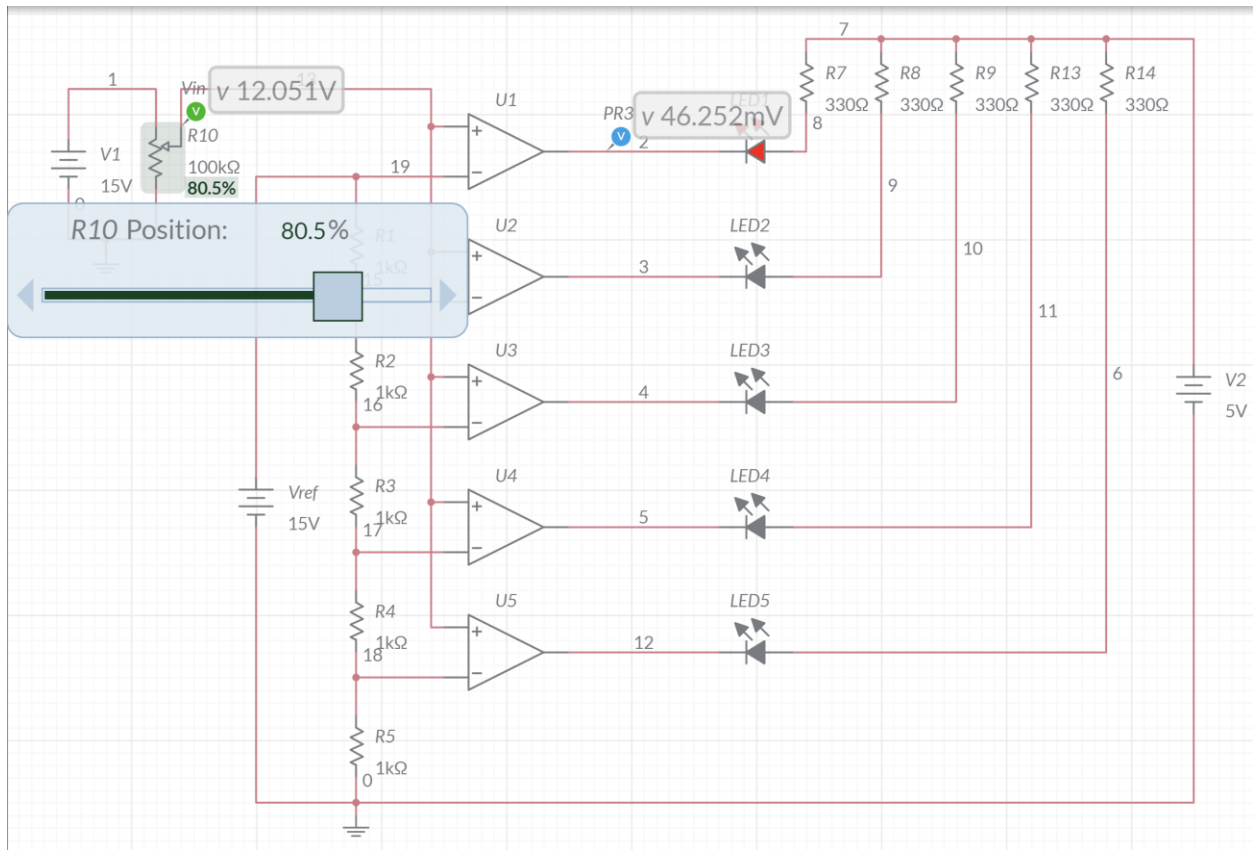 7
1
Vin
v 12.051V
13
U1
PR3
v 46.252mV
LED1
2
8
R7
330Ω
R8
330Ω
R9
330Ω
R13
330Ω
R14
330Ω
V1
15V
0
R10
100kΩ
80.5%
19
9
R10 Position: 80.5%
R1
1kΩ
15
U2
3
LED2
10
11
R2
1kΩ
16
U3
4
LED3
6
V2
5V
Vref
15V
R3
1kΩ
17
U4
5
LED4
R4
1kΩ
18
U5
12
LED5
R5
1kΩ
0